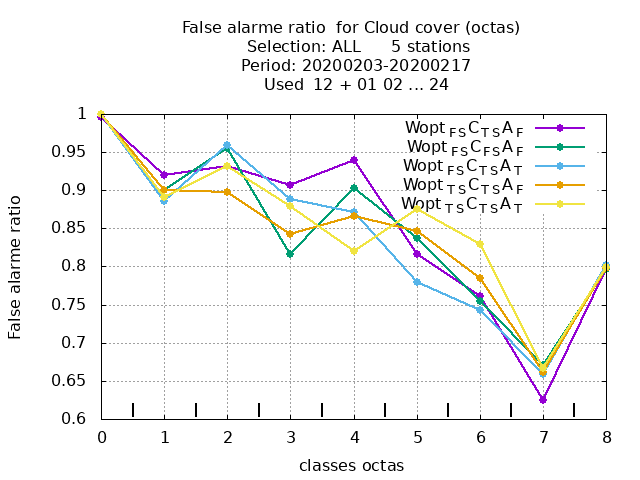 False alarme ratio  for Cloud cover (octas)
Selection: ALL      5 stations
Period: 20200203-20200217
Used  12 + 01 02 ... 24
Wopt FS C TS A F
Wopt FS C FS A F
Wopt FS C TS A T
Wopt TS C TS A F
Wopt TS C TS A T
1
0.95
0.9
0.85
0.8
0.75
0.7
0.65
0.6
False alarme ratio
0 1 2 3 4 5 6 7 8
classes octas